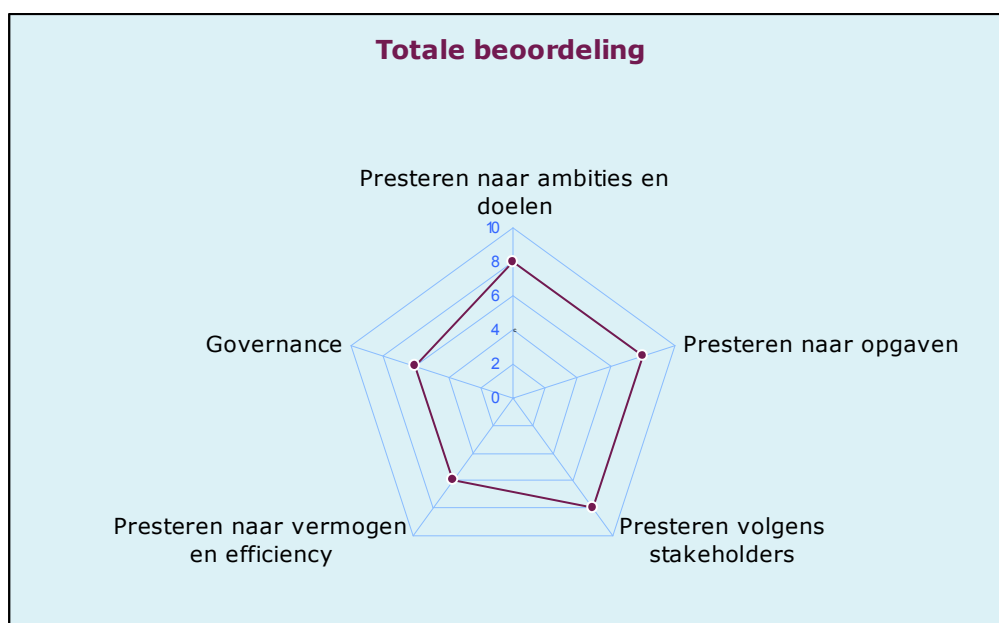 Totale beoordeling
Presteren naar ambities en
doelen
10
8
6
4
2
0
Governance
Presteren naar opgaven
Presteren naar vermogen
en efficiency
Presteren volgens
stakeholders